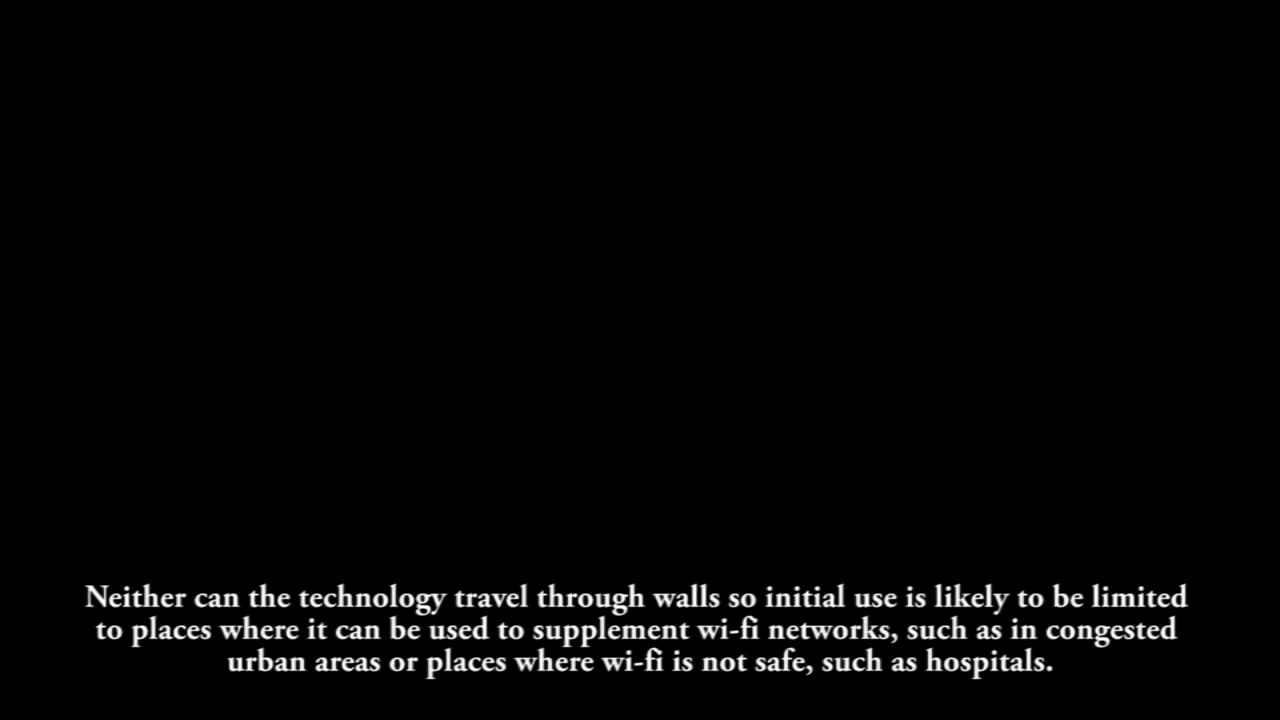 Neither can the technology travel through walls so initial use is likely to be limited
to places where it can be used to supplement wi-fi networks, such as in congested
urban areas or places where wi-fi is not safe, such as hospitals.